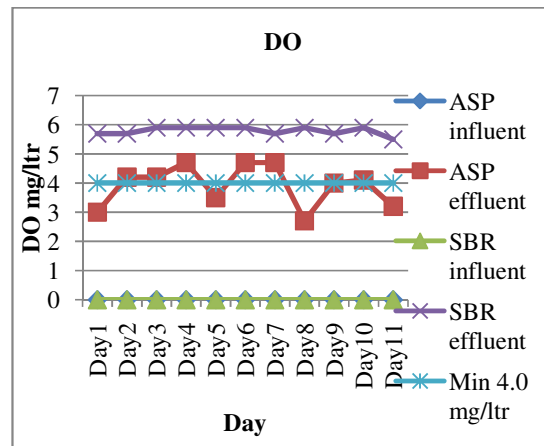 DO
7
6
5
4
3
2
1
0
DO mg/ltr
Day1
Day2
Day3
Day4
Day5
Day6
Day7
Day8
Day9
Day10
Day11
Day
ASP
influent
ASP
effluent
SBR
influent
SBR
effluent
Min 4.0
mg/ltr